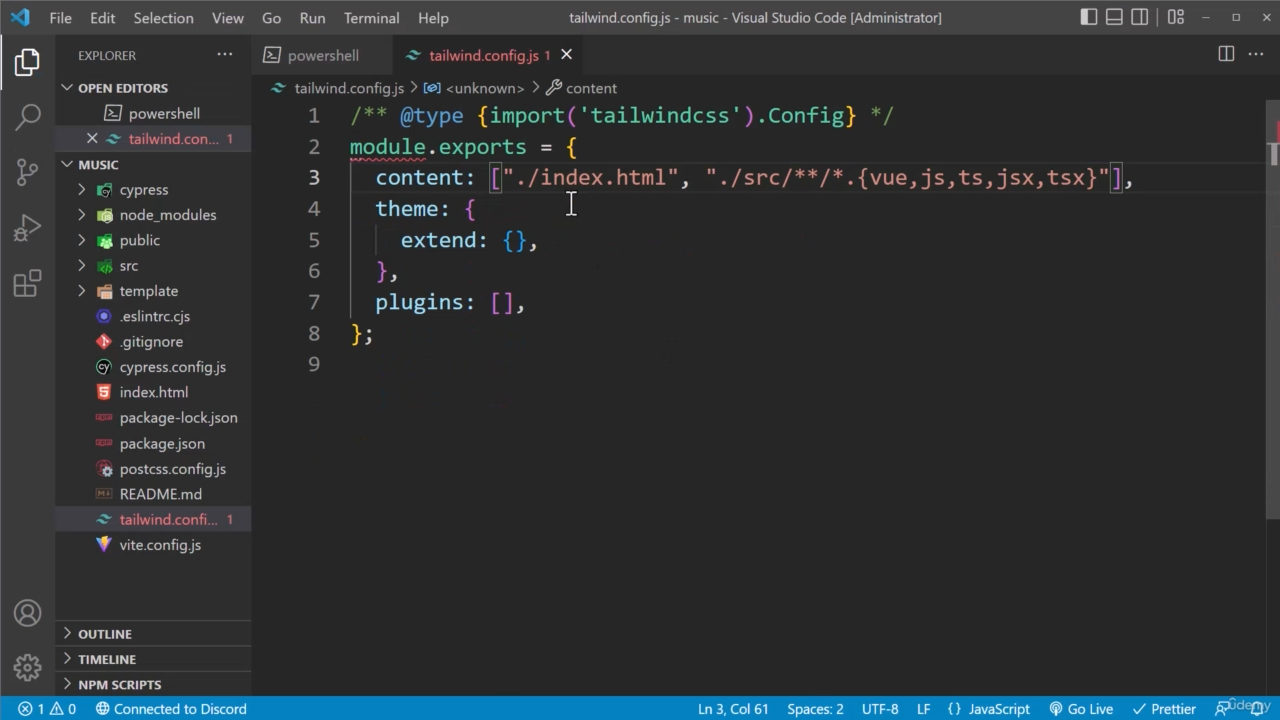 File Edit Selection View Go Run Terminal Help
tailwind.config.js - music - Visual Studio Code [Administrator]
EXPLORER
powershell
tailwind.config.js 1
OPEN EDITORS
powershell
tailwind.con... 1
MUSIC
cypress
node_modules
public
src
template
.eslintrc.cjs
.gitignore
cypress.config.js
index.html
package-lock.json
package.json
postcss.config.js
README.md
tailwind.confi... 1
vite.config.js
OUTLINE
TIMELINE
NPM SCRIPTS
tailwind.config.js > <unknown> > content
1 /** @type {import('tailwindcss').Config} */
2 module.exports = {
3 content: ["./index.html", "./src/**/*.{vue,js,ts,jsx,tsx}"],
4 theme: {
5 extend: {},
6 },
7 plugins: [],
8 };
9
1 0 Connected to Discord
Ln 3, Col 61 Spaces: 2 UTF-8 LF {} JavaScript Go Live Prettier
ûdemy